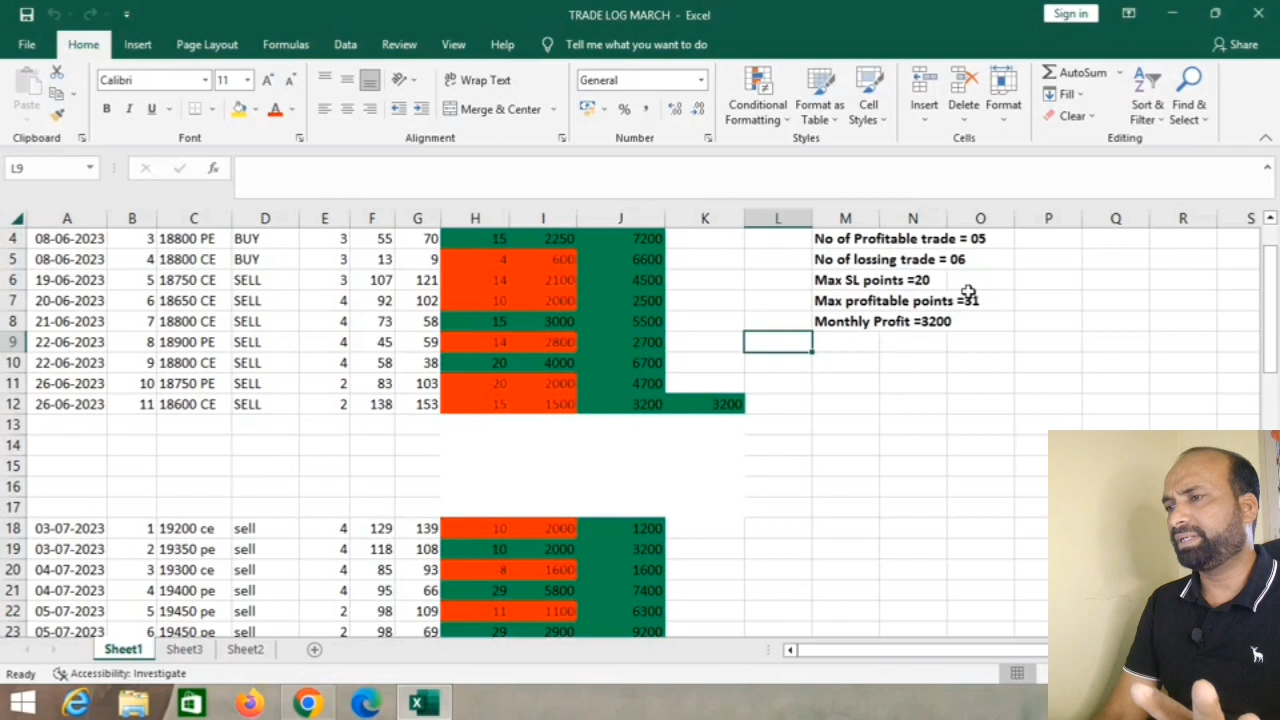 TRADE LOG MARCH - Excel
Sign in
File Home Insert Page Layout Formulas Data Review View Help Tell me what you want to do Share
Paste
Calibri 11
B I U
Wrap Text
Merge & Center
General
Conditional Formatting
Format as Table
Cell Styles
Insert
Delete
Format
AutoSum
Fill
Clear
Sort & Filter
Find & Select
Clipboard Font Alignment Number Styles Cells Editing
L9
A B C D E F G H I J K L M N O P Q R S
4 08-06-2023 3 18800 PE BUY 3 55 70 15 2250 7200 No of Profitable trade = 05
5 08-06-2023 4 18800 CE BUY 3 13 9 4 600 6600 No of lossing trade = 06
6 19-06-2023 5 18750 CE SELL 3 107 121 14 2100 4500 Max SL points =20
7 20-06-2023 6 18650 CE SELL 4 92 102 10 2000 2500 Max profitable points =31
8 21-06-2023 7 18800 CE SELL 4 73 58 15 3000 5500 Monthly Profit =3200
9 22-06-2023 8 18900 PE SELL 4 45 59 14 2800 2700
10 22-06-2023 9 18800 CE SELL 4 58 38 20 4000 6700
11 26-06-2023 10 18750 PE SELL 2 83 103 20 2000 4700
12 26-06-2023 11 18600 CE SELL 2 138 153 15 1500 3200 3200
13
14
15
16
17
18 03-07-2023 1 19200 ce sell 4 129 139 10 2000 1200
19 03-07-2023 2 19350 pe sell 4 118 108 10 2000 3200
20 04-07-2023 3 19300 ce sell 4 85 93 8 1600 1600
21 04-07-2023 4 19400 pe sell 4 95 66 29 5800 7400
22 05-07-2023 5 19450 pe sell 2 98 109 11 1100 6300
23 05-07-2023 6 19450 pe sell 2 98 69 29 2900 9200
Sheet1 Sheet3 Sheet2
Ready Accessibility: Investigate